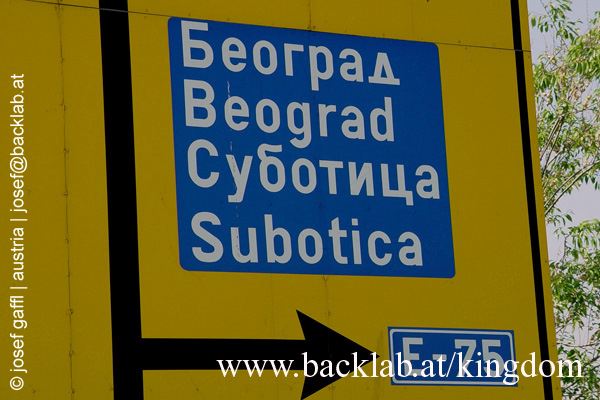 Београд
Beograd
Суботица
Subotica
E-75
www.backlab.at/kingdom
© josef gaffl | austria | josef@backlab.at